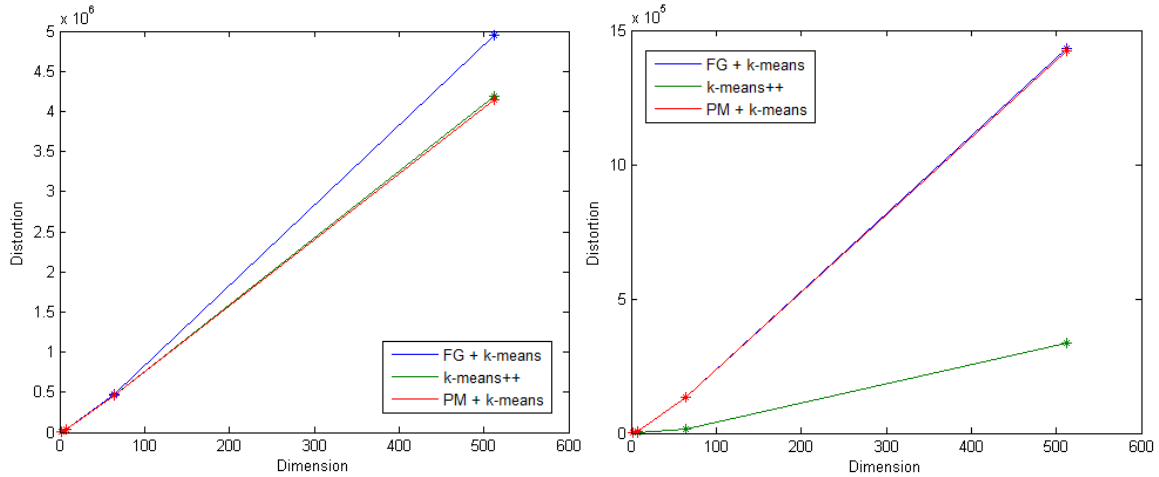 x 10^6
5
4.5
4
3.5
3
2.5
2
1.5
1
0.5
0
0 100 200 300 400 500 600
Distortion
Dimension
FG + k-means
k-means++
PM + k-means
x 10^5
15
10
5
0
0 100 200 300 400 500 600
Distortion
Dimension
FG + k-means
k-means++
PM + k-means